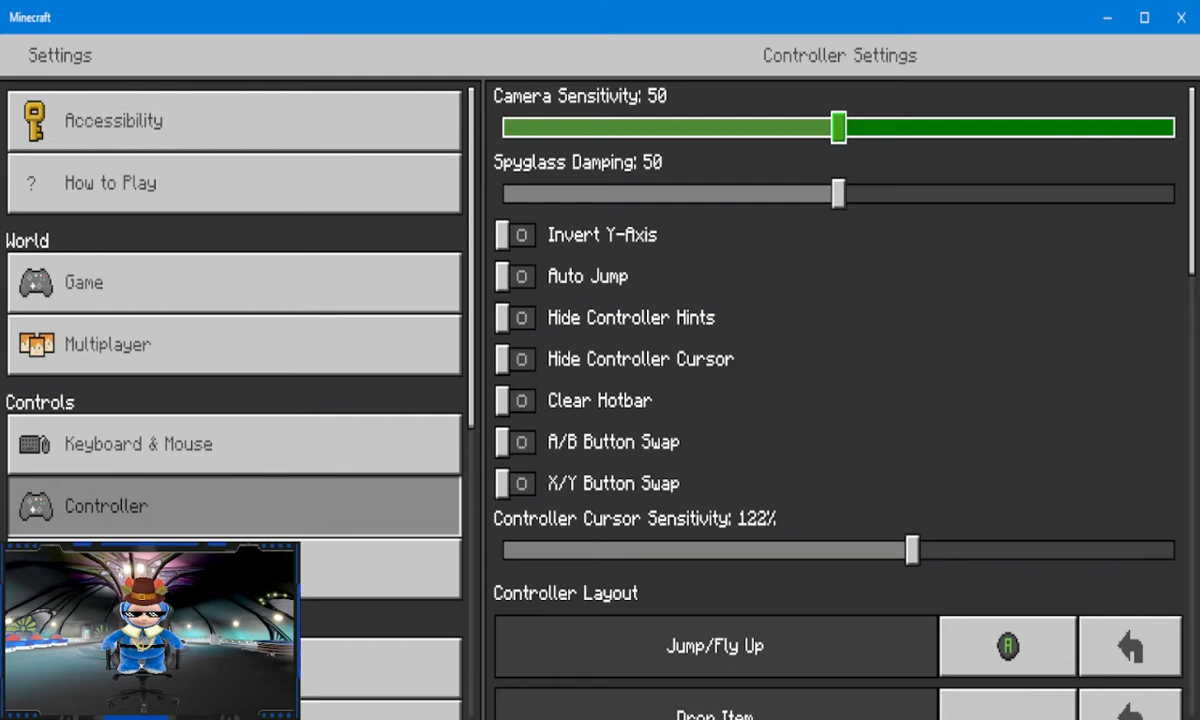 Minecraft
Settings
Controller Settings
Accessibility
? How to Play
World
Game
Multiplayer
Controls
Keyboard & Mouse
Controller
Camera Sensitivity: 50
Spyglass Damping: 50
O Invert Y-Axis
O Auto Jump
O Hide Controller Hints
O Hide Controller Cursor
O Clear Hotbar
O A/B Button Swap
O X/Y Button Swap
Controller Cursor Sensitivity: 122%
Controller Layout
Jump/Fly Up
A
Drop Item